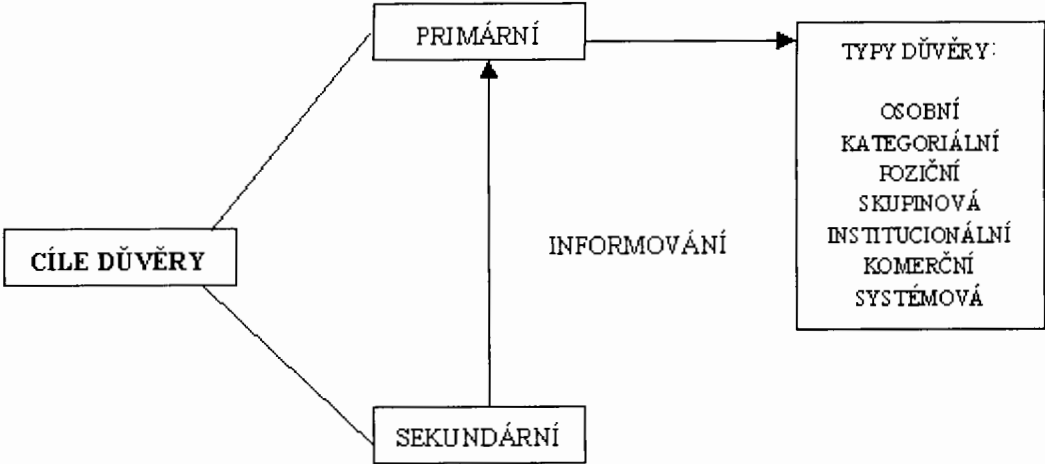 PRIMÁRNÍ
TYPY DŮVĚRY:
OSOBNÍ
KATEGORIÁLNÍ
POZIČNÍ
SKUPINOVÁ
INSTITUCIONÁLNÍ
KOMERČNÍ
SYSTÉMOVÁ
INFORMOVÁNÍ
CÍLE DŮVĚRY
SEKUNDÁRNÍ